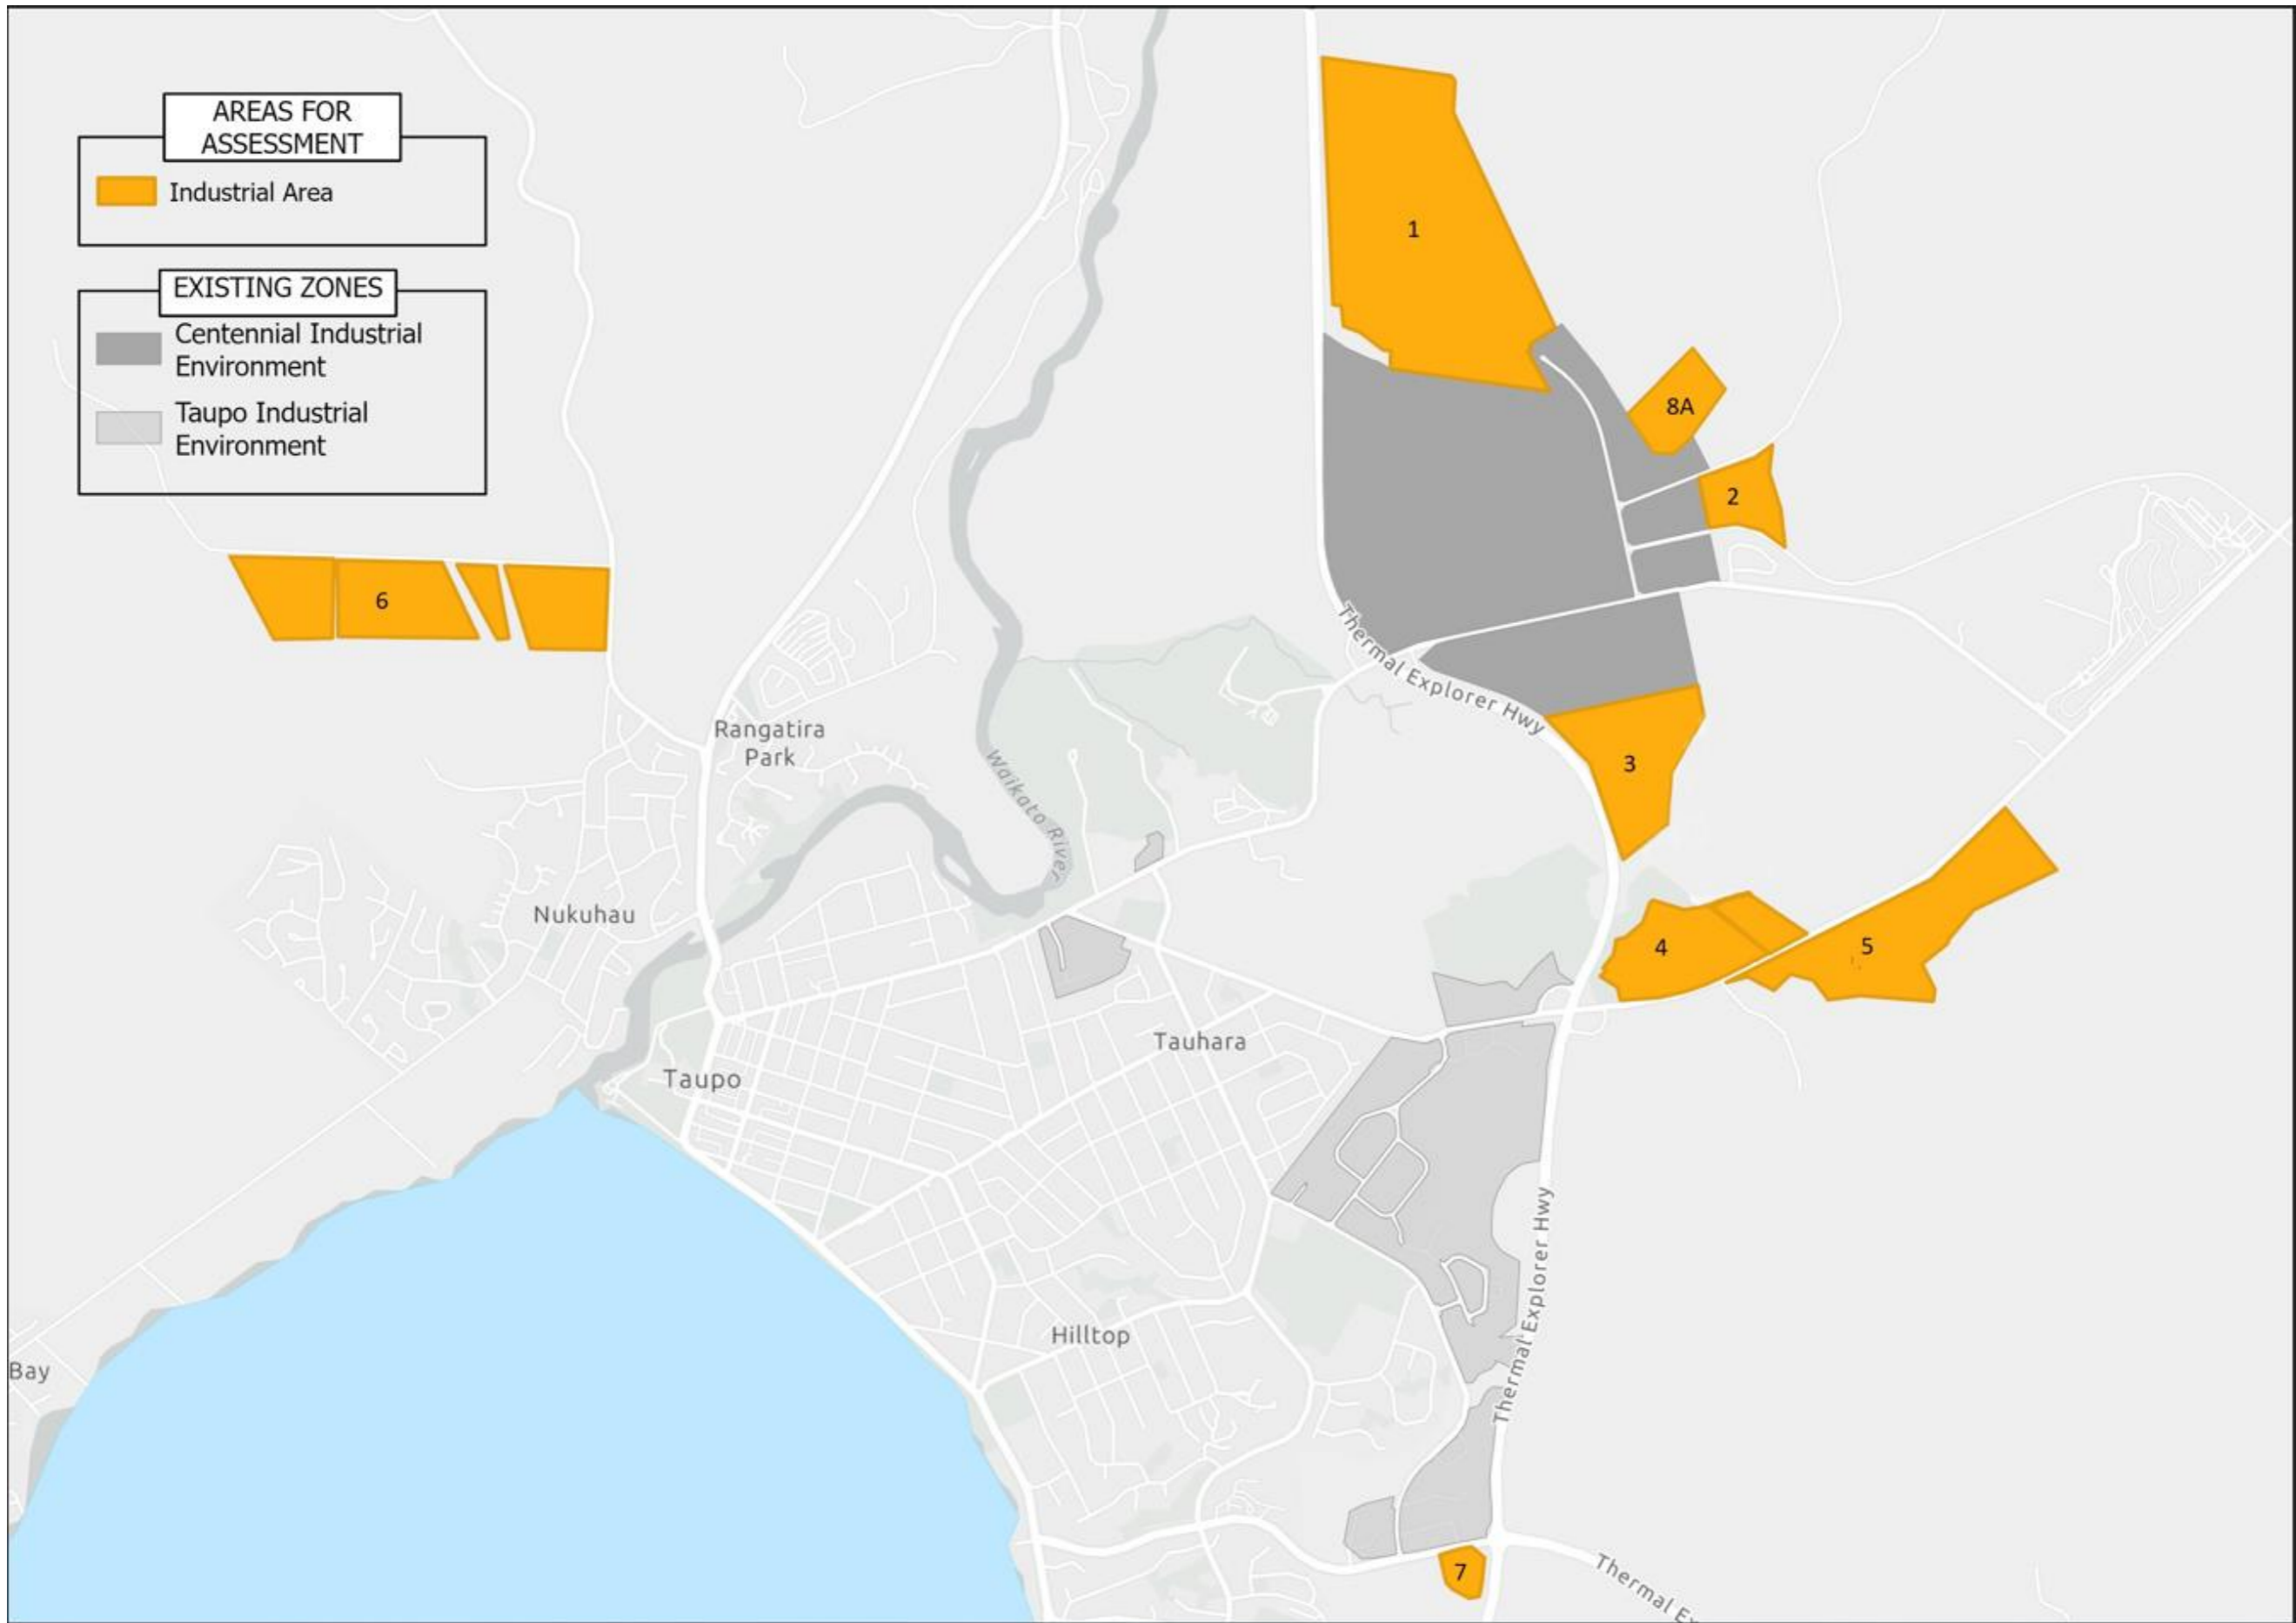 AREAS FOR
ASSESSMENT
Industrial Area
EXISTING ZONES
Centennial Industrial
Environment
Taupo Industrial
Environment
1
8A
2
6
Thermal Explorer Hwy
Rangatira
Park
Waikato River
3
Nukuhau
4
5
Tauhara
Taupo
Thermal Explorer Hwy
Hilltop
Bay
7
Thermal Ex